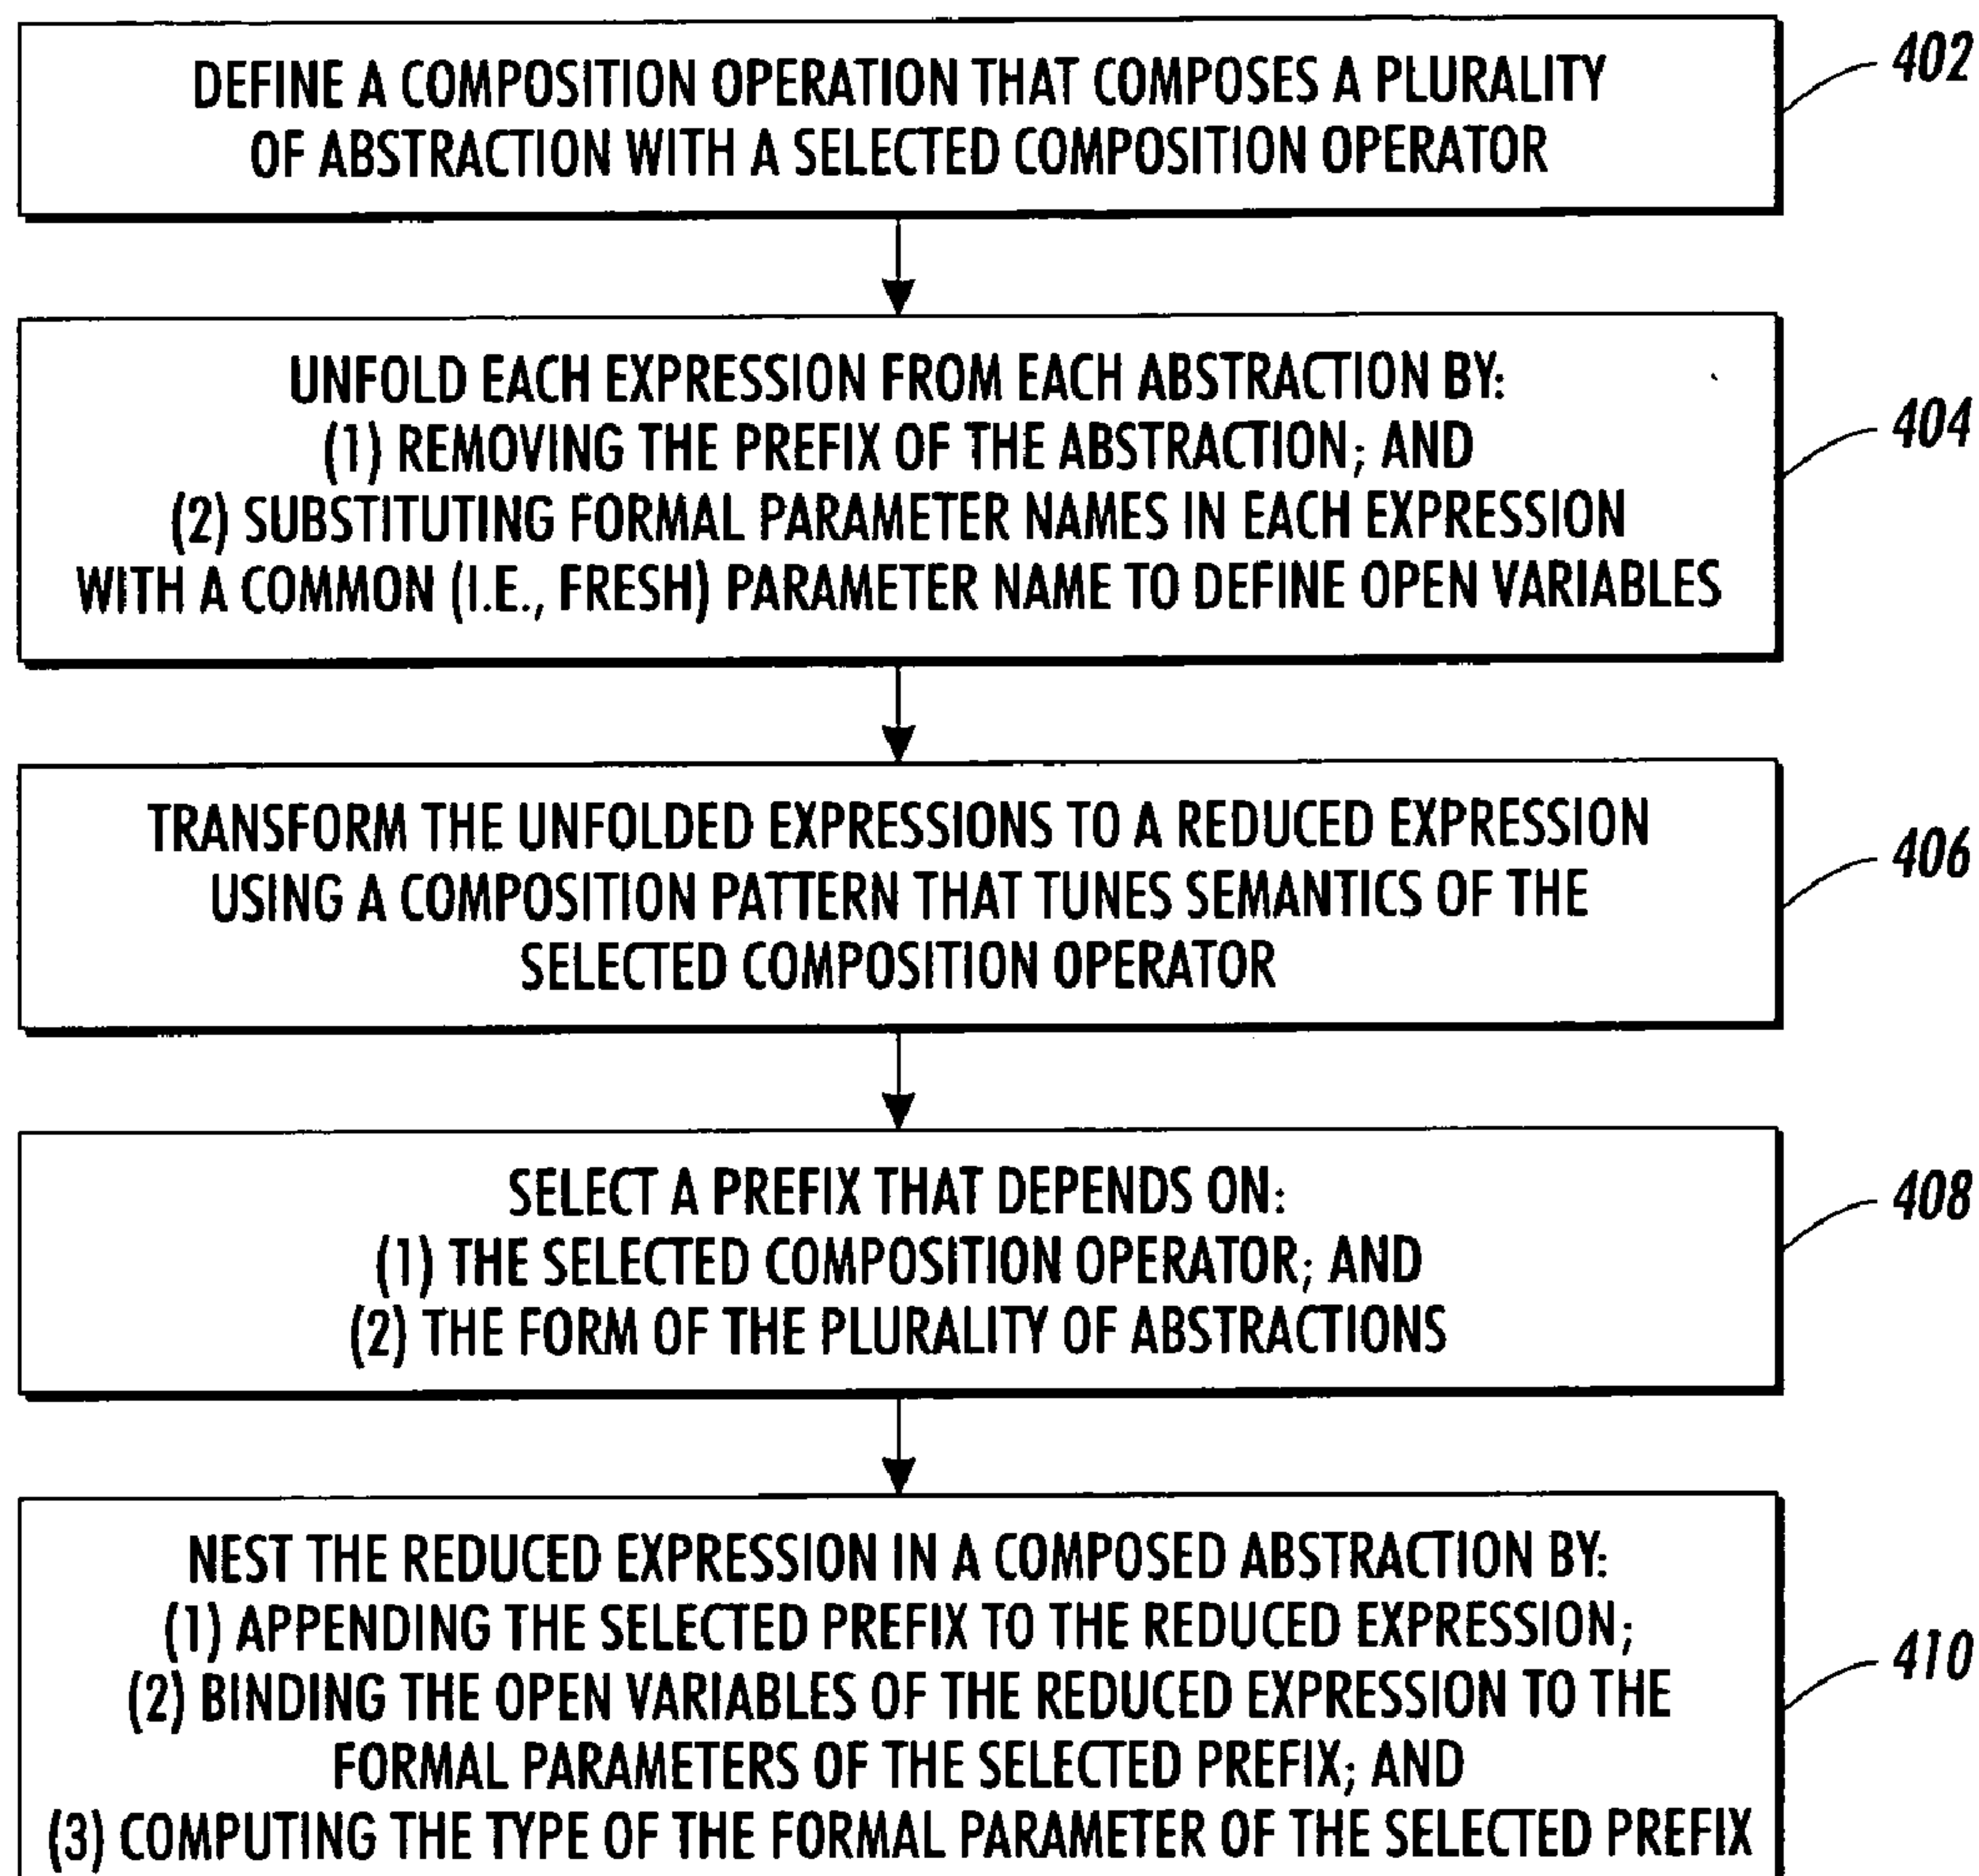 DEFINE A COMPOSITION OPERATION THAT COMPOSES A PLURALITY
OF ABSTRACTION WITH A SELECTED COMPOSITION OPERATOR
402
UNFOLD EACH EXPRESSION FROM EACH ABSTRACTION BY:
(1) REMOVING THE PREFIX OF THE ABSTRACTION; AND
(2) SUBSTITUTING FORMAL PARAMETER NAMES IN EACH EXPRESSION
WITH A COMMON (I.E., FRESH) PARAMETER NAME TO DEFINE OPEN VARIABLES
404
TRANSFORM THE UNFOLDED EXPRESSIONS TO A REDUCED EXPRESSION
USING A COMPOSITION PATTERN THAT TUNES SEMANTICS OF THE
SELECTED COMPOSITION OPERATOR
406
SELECT A PREFIX THAT DEPENDS ON:
(1) THE SELECTED COMPOSITION OPERATOR; AND
(2) THE FORM OF THE PLURALITY OF ABSTRACTIONS
408
NEST THE REDUCED EXPRESSION IN A COMPOSED ABSTRACTION BY:
(1) APPENDING THE SELECTED PREFIX TO THE REDUCED EXPRESSION;
(2) BINDING THE OPEN VARIABLES OF THE REDUCED EXPRESSION TO THE
FORMAL PARAMETERS OF THE SELECTED PREFIX; AND
(3) COMPUTING THE TYPE OF THE FORMAL PARAMETER OF THE SELECTED PREFIX
410